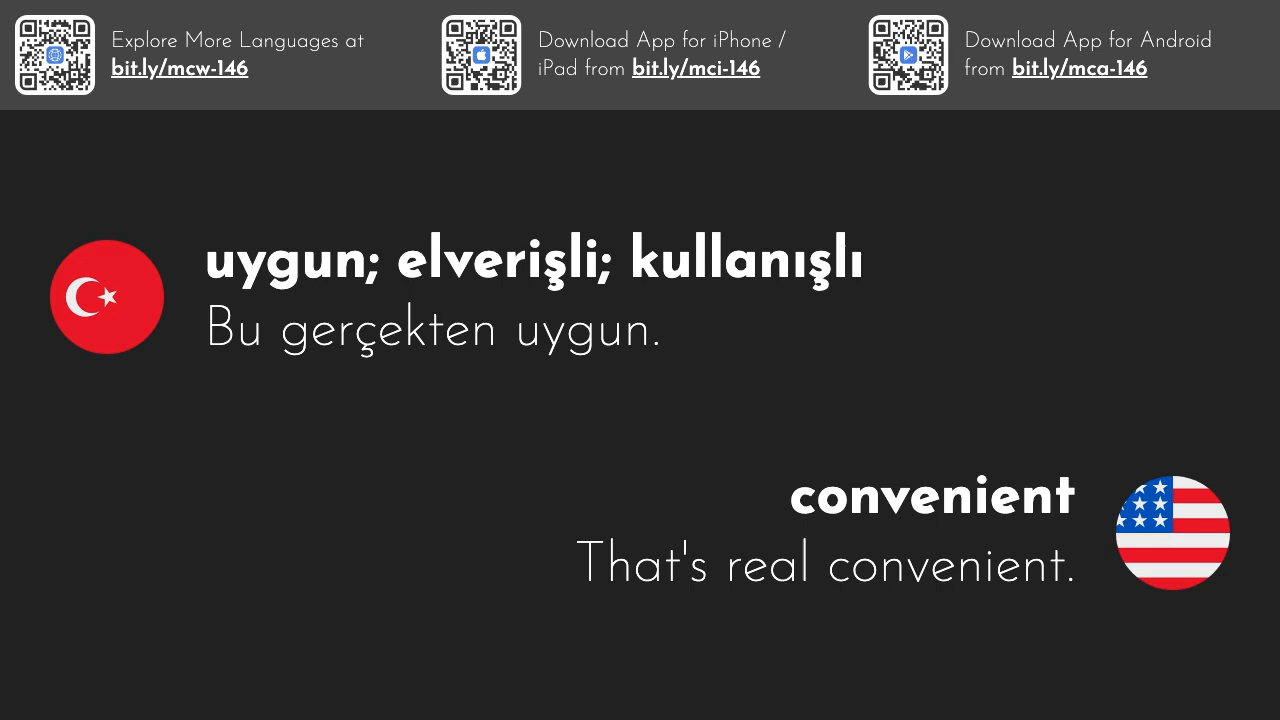 Explore More Languages at
bit.ly/mcw-146
Download App for iPhone /
iPad from bit.ly/mci-146
Download App for Android
from bit.ly/mca-146
uygun; elverişli; kullanışlı
Bu gerçekten uygun.
convenient
That's real convenient.